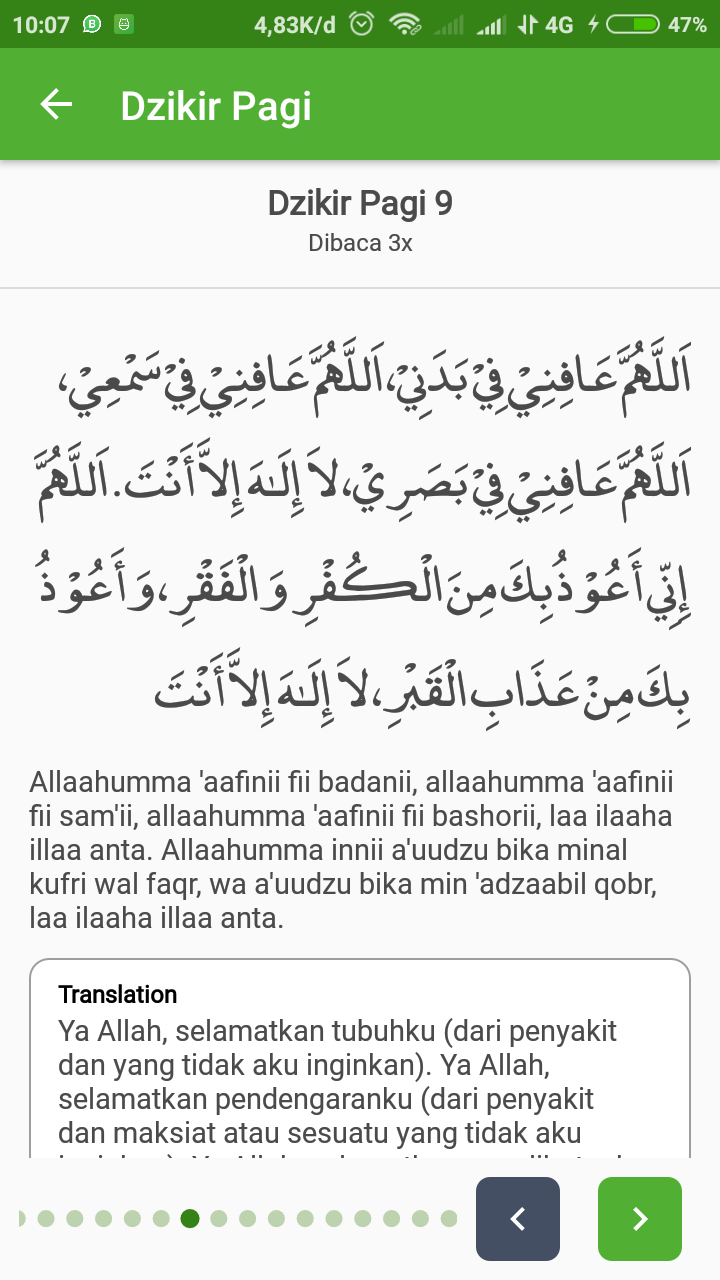 10:07 4,83K/d 4G 47%
Dzikir Pagi
Dzikir Pagi 9
Dibaca 3x
اَللَّهُمَّ عَافِنِيْ فِيْ بَدَنِيْ، اَللَّهُمَّ عَافِنِيْ فِيْ سَمْعِيْ،
اَللَّهُمَّ عَافِنِيْ فِيْ بَصَرِيْ، لاَ إِلَـٰهَ إِلاَّ أَنْتَ. اَللَّهُمَّ
إِنِّي أَعُوْذُ بِكَ مِنَ الْكُفْرِ وَالْفَقْرِ، وَأَعُوْذُ
بِكَ مِنْ عَذَابِ الْقَبْرِ، لاَ إِلَـٰهَ إِلاَّ أَنْتَ
Allaahumma 'aafinii fii badanii, allaahumma 'aafinii
fii sam'ii, allaahumma 'aafinii fii bashorii, laa ilaaha
illaa anta. Allaahumma innii a'uudzu bika minal
kufri wal faqr, wa a'uudzu bika min 'adzaabil qobr,
laa ilaaha illaa anta.
Translation
Ya Allah, selamatkan tubuhku (dari penyakit
dan yang tidak aku inginkan). Ya Allah,
selamatkan pendengaranku (dari penyakit
dan maksiat atau sesuatu yang tidak aku